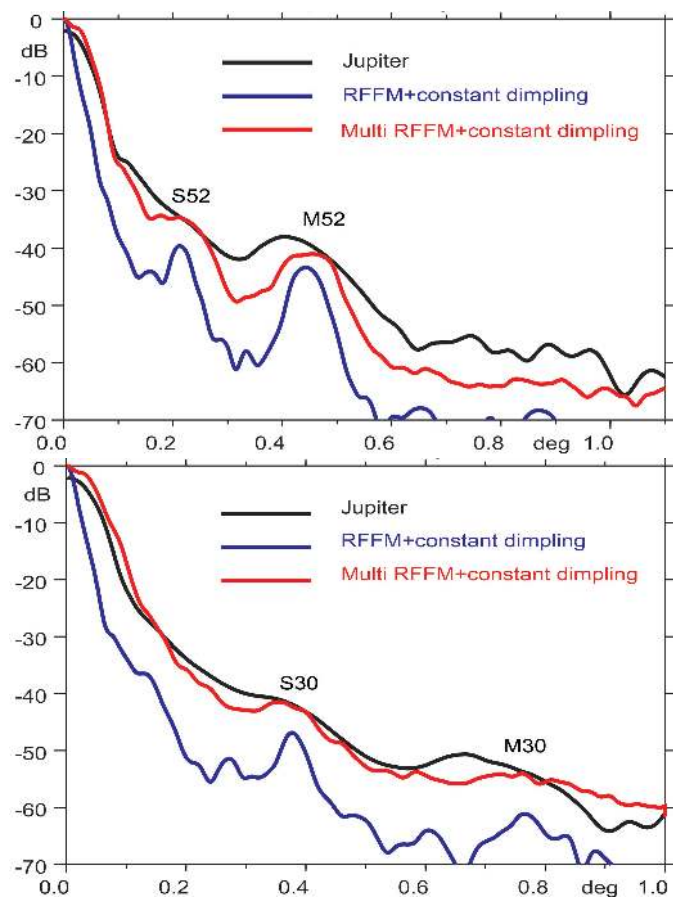 0
dB
-10
-20
-30
-40
-50
-60
-70
Jupiter
RFFM+constant dimpling
Multi RFFM+constant dimpling
S52
M52
0.0 0.2 0.4 0.6 0.8 deg 1.0
0
dB
-10
-20
-30
-40
-50
-60
-70
Jupiter
RFFM+constant dimpling
Multi RFFM+constant dimpling
S30
M30
0.0 0.2 0.4 0.6 0.8 deg 1.0